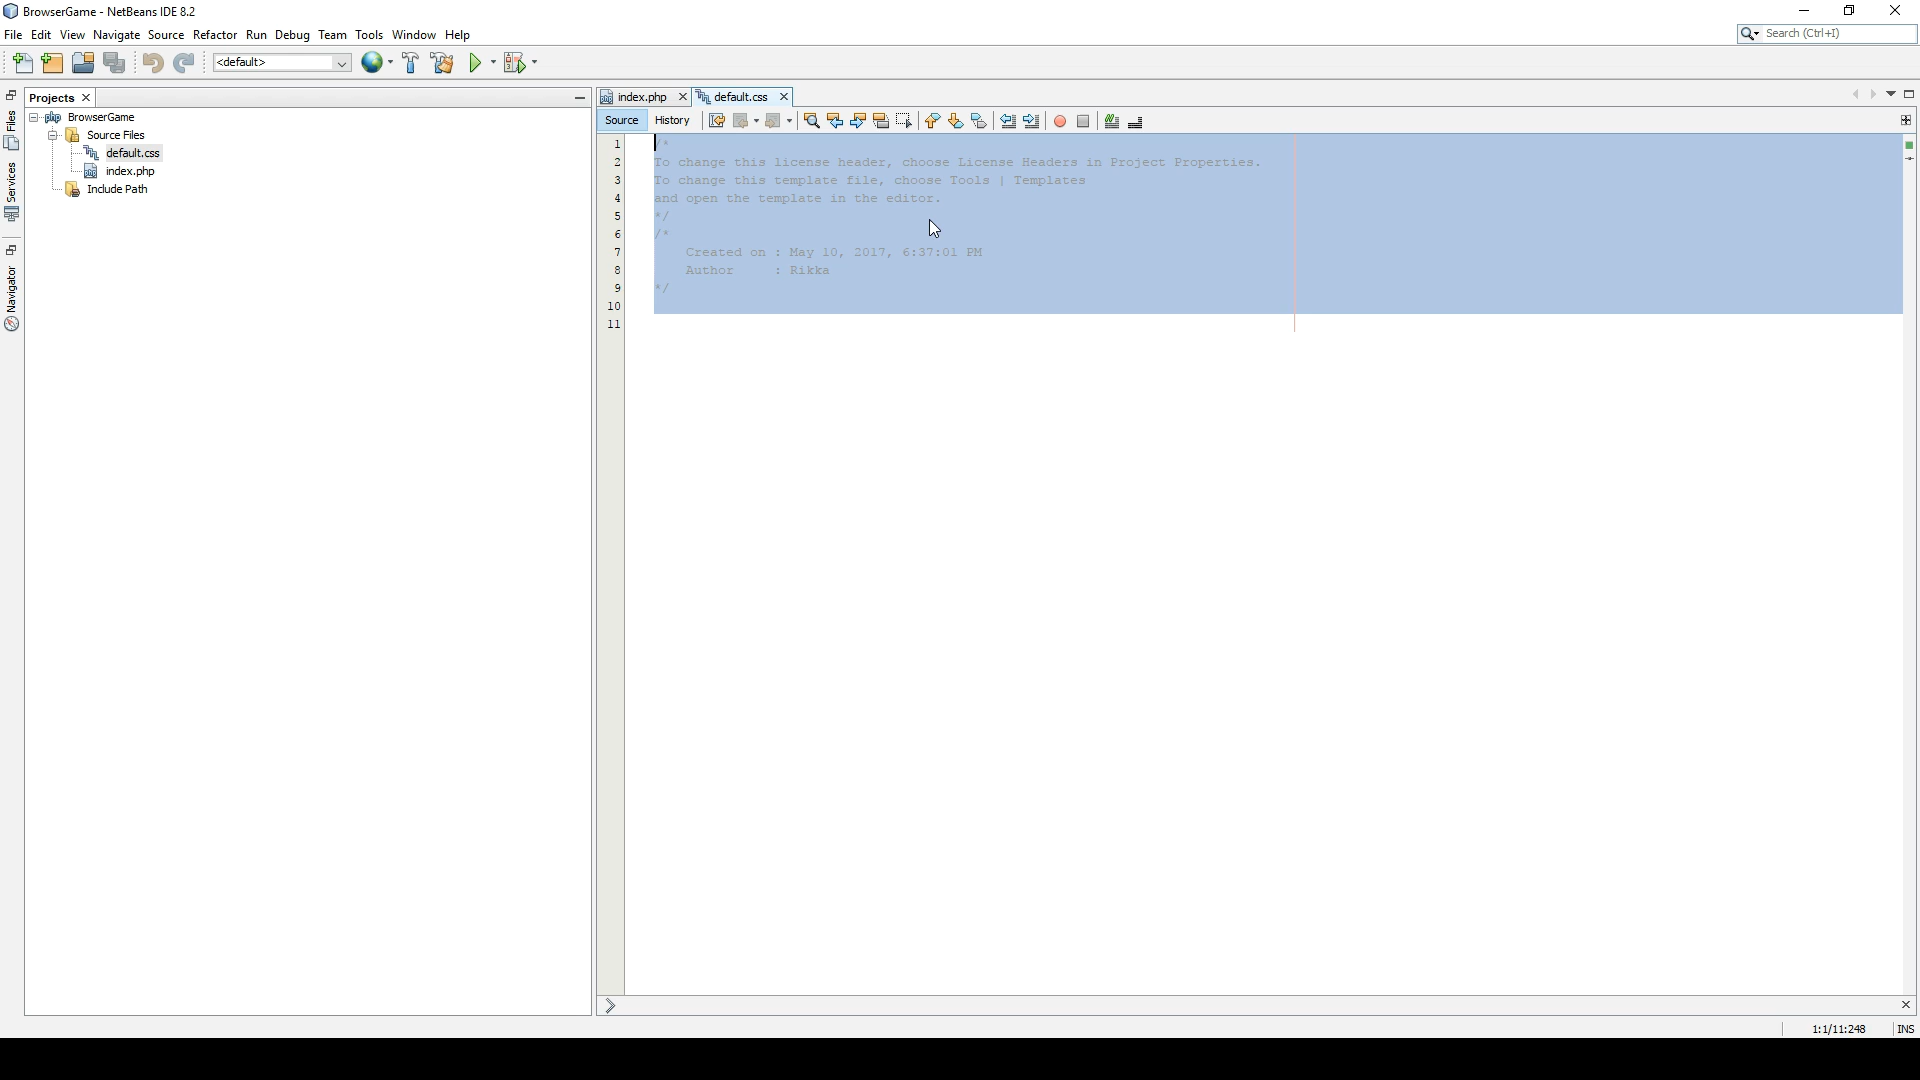 BrowserGame - NetBeans IDE 8.2
File Edit View Navigate Source Refactor Run Debug Team Tools Window Help
Search (Ctrl+I)
<default>
Files
Services
Navigator
Projects
BrowserGame
Source Files
default.css
index.php
Include Path
index.php default.css
Source History
1 /*
2 To change this license header, choose License Headers in Project Properties.
3 To change this template file, choose Tools | Templates
4 and open the template in the editor.
5 */
6 /*
7 Created on : May 10, 2017, 6:37:01 PM
8 Author : Rikka
9 */
10
11
1:1/11:248 INS